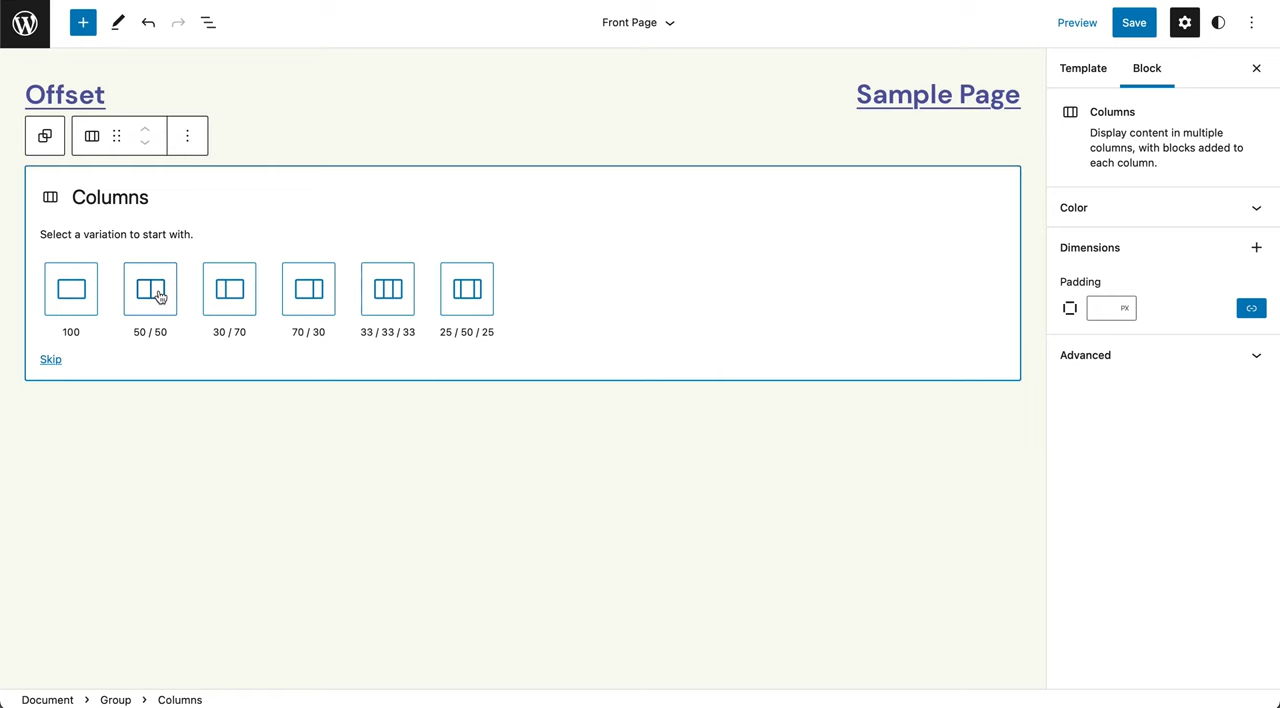 Front Page
Preview
Save
Offset
Sample Page
Columns
Select a variation to start with.
100
50 / 50
30 / 70
70 / 30
33 / 33 / 33
25 / 50 / 25
Skip
Template
Block
Columns
Display content in multiple
columns, with blocks added to
each column.
Color
Dimensions
Padding
PX
Advanced
Document > Group > Columns